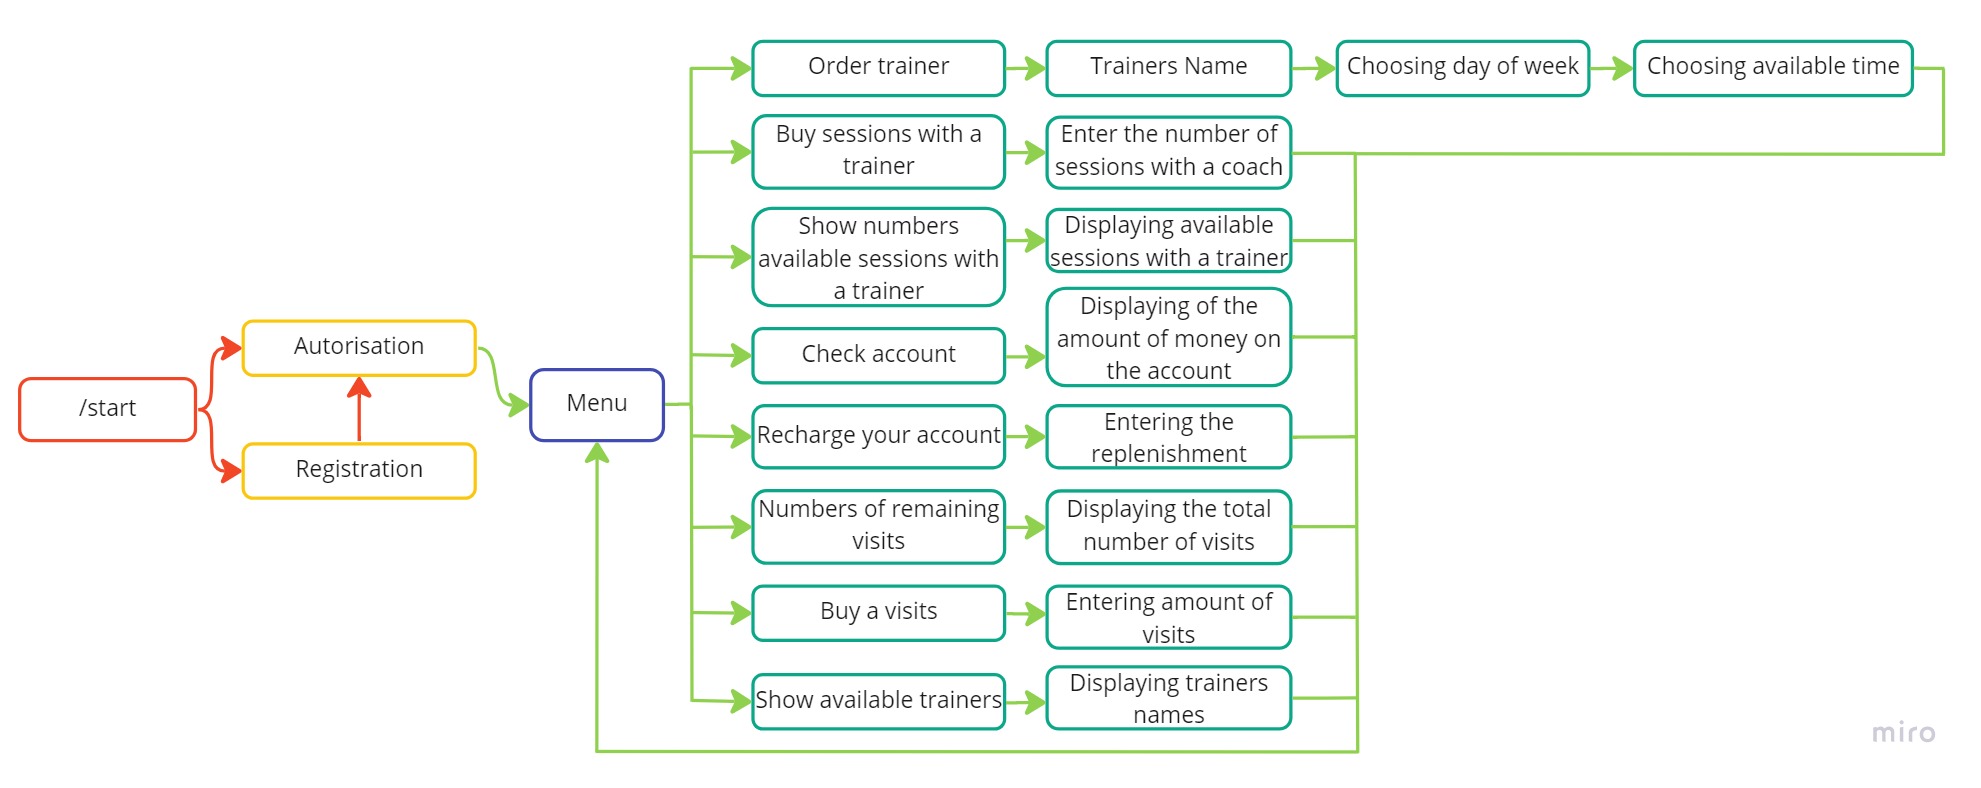 /start
Autorisation
Registration
Menu
Order trainer
Trainers Name
Choosing day of week
Choosing available time
Buy sessions with a
trainer
Enter the number of
sessions with a coach
Show numbers
available sessions with
a trainer
Displaying available
sessions with a trainer
Check account
Displaying of the
amount of money on
the account
Recharge your account
Entering the
replenishment
Numbers of remaining
visits
Displaying the total
number of visits
Buy a visits
Entering amount of
visits
Show available trainers
Displaying trainers
names
miro